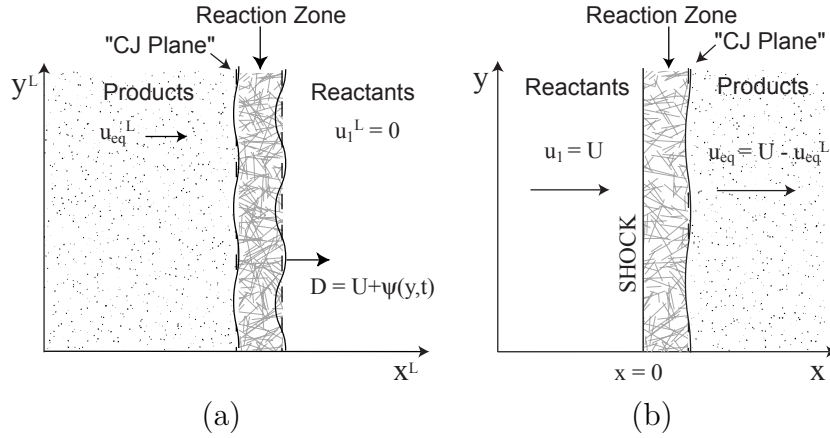 Reaction Zone
"CJ Plane"
y^L
Products
Reactants
u_eq^L
u_1^L = 0
D = U+ψ(y,t)
x^L
(a)
Reaction Zone
"CJ Plane"
y
Reactants
Products
u_1 = U
u_eq = U - u_eq^L
SHOCK
x = 0
x
(b)